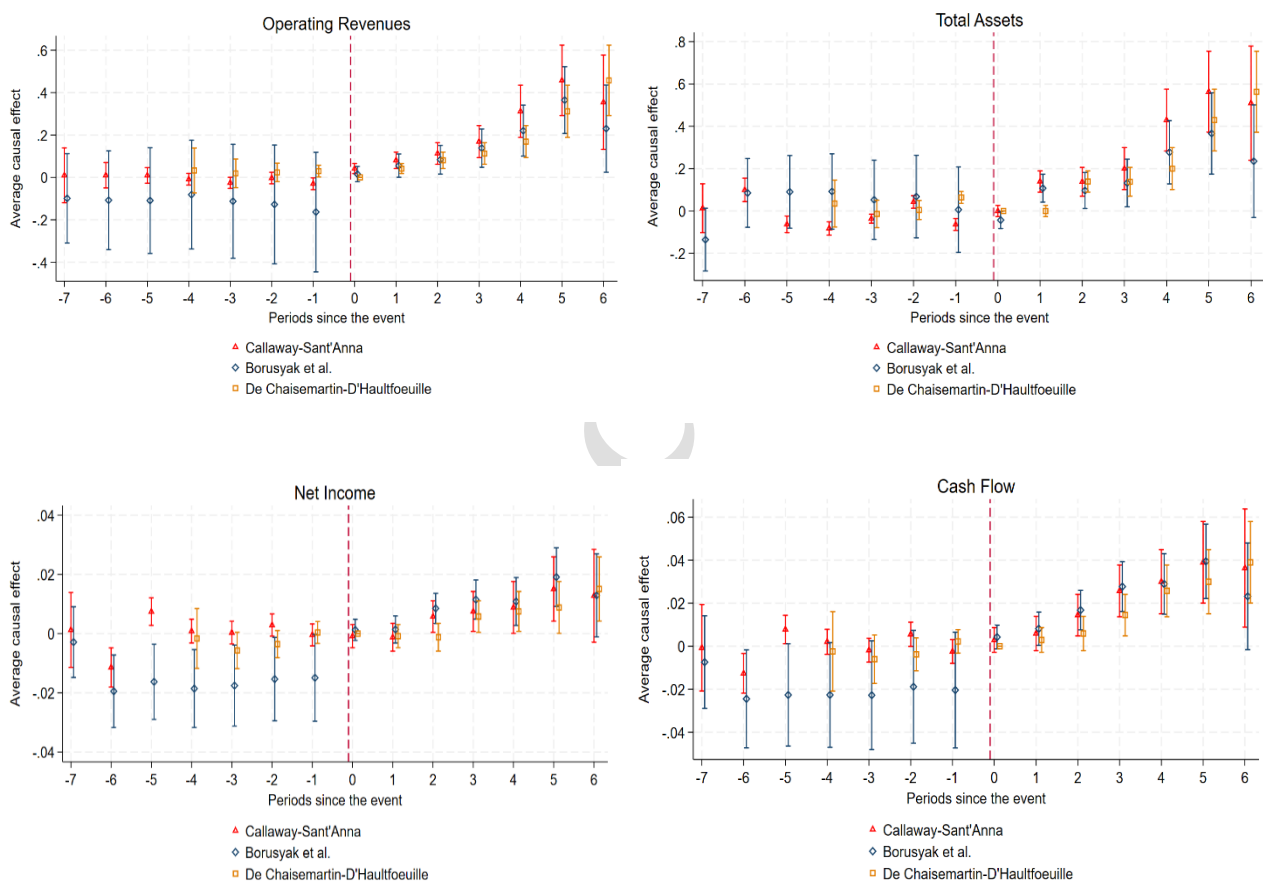 Operating Revenues
Average causal effect
.6
.4
.2
0
-.2
-.4
-7 -6 -5 -4 -3 -2 -1 0 1 2 3 4 5 6
Periods since the event
Callaway-Sant'Anna
Borusyak et al.
De Chaisemartin-D'Haultfoeuille
Total Assets
Average causal effect
.8
.6
.4
.2
0
-.2
-7 -6 -5 -4 -3 -2 -1 0 1 2 3 4 5 6
Periods since the event
Callaway-Sant'Anna
Borusyak et al.
De Chaisemartin-D'Haultfoeuille
Net Income
Average causal effect
.04
.02
0
-.02
-.04
-7 -6 -5 -4 -3 -2 -1 0 1 2 3 4 5 6
Periods since the event
Callaway-Sant'Anna
Borusyak et al.
De Chaisemartin-D'Haultfoeuille
Cash Flow
Average causal effect
.06
.04
.02
0
-.02
-.04
-7 -6 -5 -4 -3 -2 -1 0 1 2 3 4 5 6
Periods since the event
Callaway-Sant'Anna
Borusyak et al.
De Chaisemartin-D'Haultfoeuille